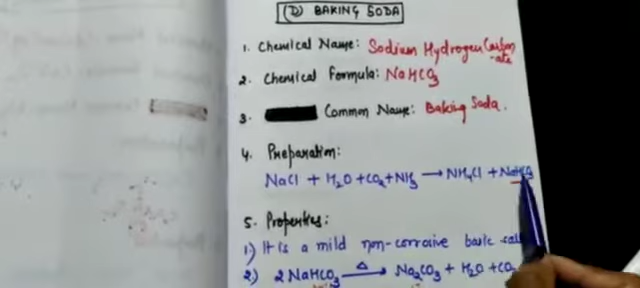 (D) BAKING SODA
1. Chemical Name: Sodium Hydrogen Carbon-ate
2. Chemical Formula: NaHCO3
3. Common Name: Baking Soda.
4. Preparation:
NaCl + H2O + CO2 + NH3 → NH4Cl + NaHCO3
5. Properties:
1) It is a mild non-corrosive basic salt
2) 2NaHCO3 →Δ Na2CO3 + H2O + CO2